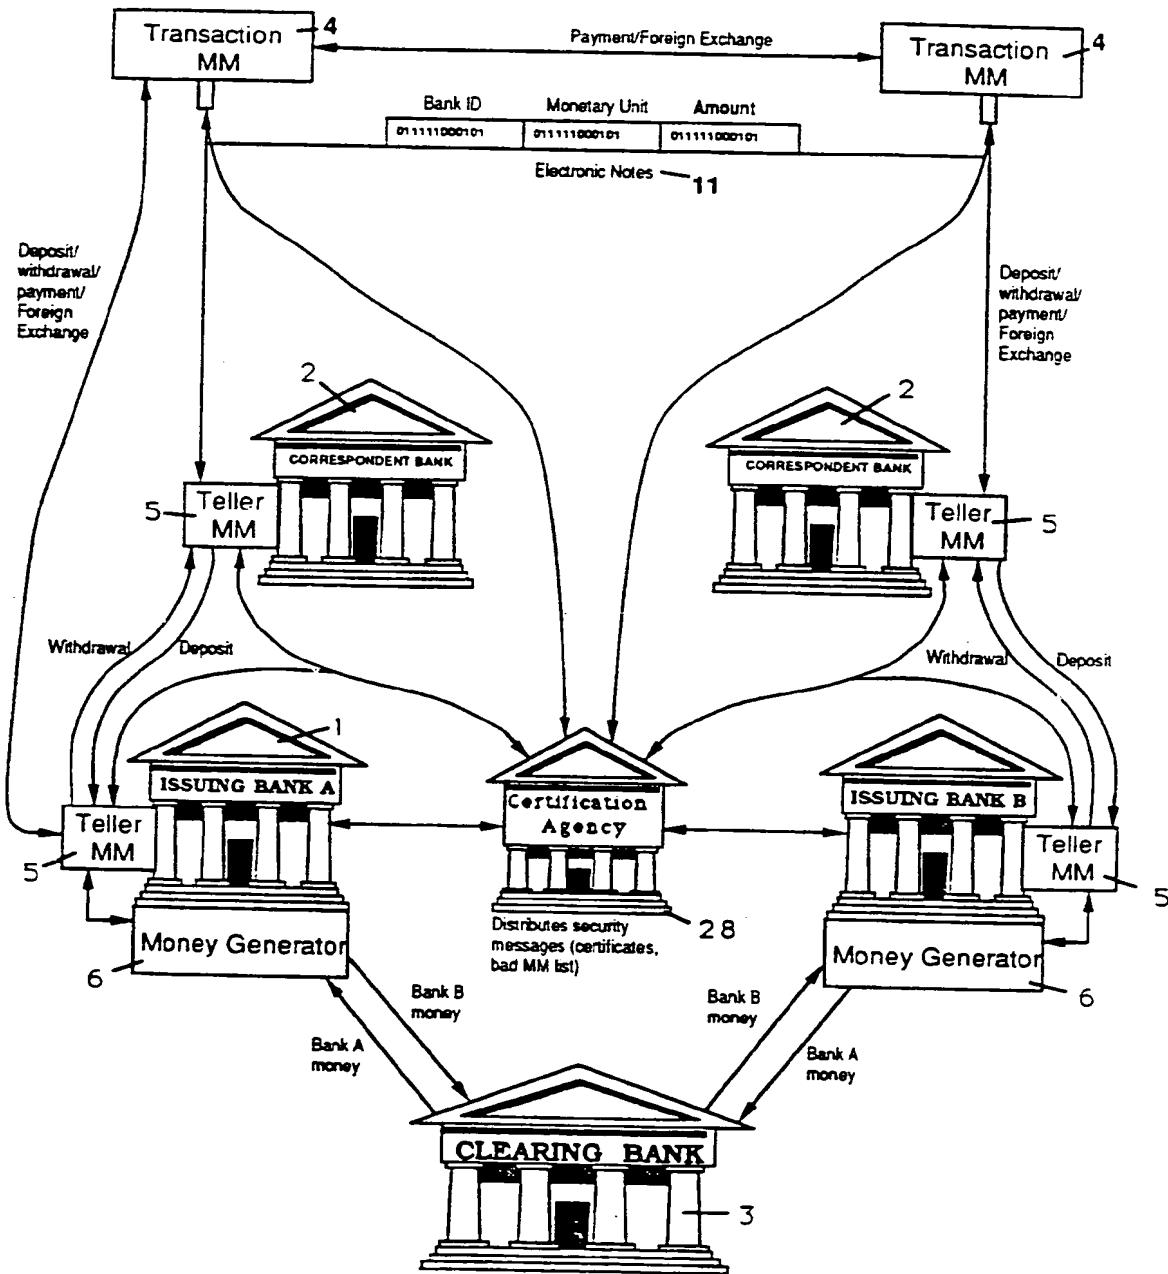 Transaction
MM
4
Payment/Foreign Exchange
Transaction
MM
4
Bank ID
Monetary Unit
Amount
011111000101
011111000101
011111000101
Electronic Notes
11
Deposit/
withdrawal/
payment/
Foreign
Exchange
Deposit/
withdrawal/
payment/
Foreign
Exchange
2
CORRESPONDENT BANK
2
CORRESPONDENT BANK
5
Teller
MM
Teller
MM
5
Withdrawal
Deposit
Withdrawal
Deposit
1
ISSUING BANK A
Certification
Agency
ISSUING BANK B
Teller
MM
5
Teller
MM
5
28
Distributes security
messages (certificates,
bad MM list)
Money Generator
6
Money Generator
6
Bank B
money
Bank A
money
Bank B
money
Bank A
money
CLEARING BANK
3